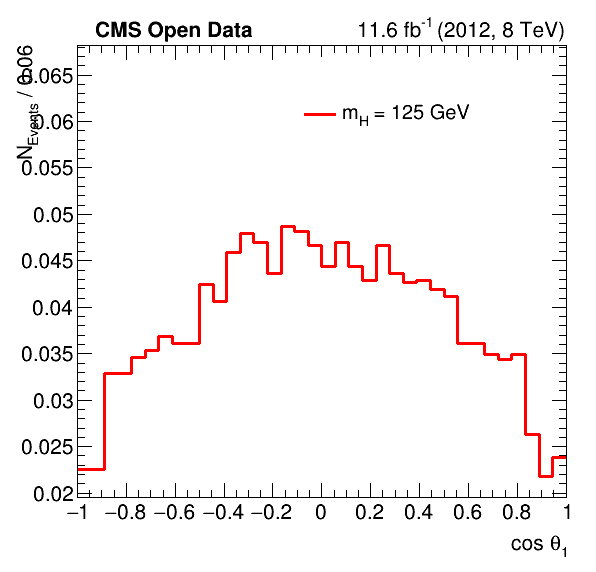 CMS Open Data 11.6 fb⁻¹ (2012, 8 TeV)
N_Events / 0.06
m_H = 125 GeV
0.065
0.06
0.055
0.05
0.045
0.04
0.035
0.03
0.025
0.02
−1 −0.8 −0.6 −0.4 −0.2 0 0.2 0.4 0.6 0.8 1
cos θ₁